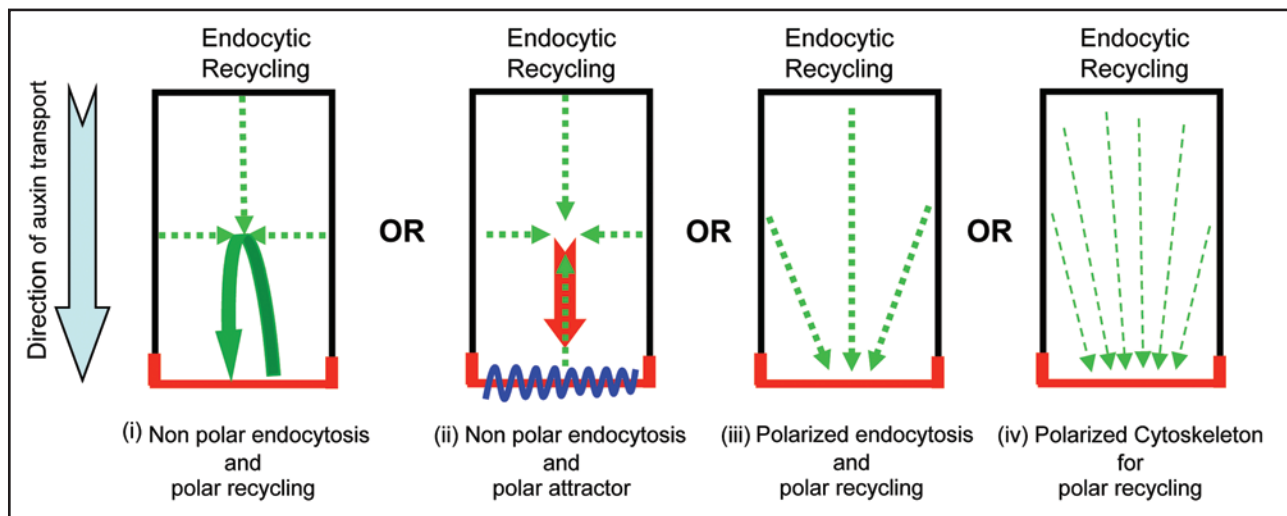 Direction of auxin transport
Endocytic
Recycling
(i) Non polar endocytosis
and
polar recycling
OR
Endocytic
Recycling
(ii) Non polar endocytosis
and
polar attractor
OR
Endocytic
Recycling
(iii) Polarized endocytosis
and
polar recycling
OR
Endocytic
Recycling
(iv) Polarized Cytoskeleton
for
polar recycling